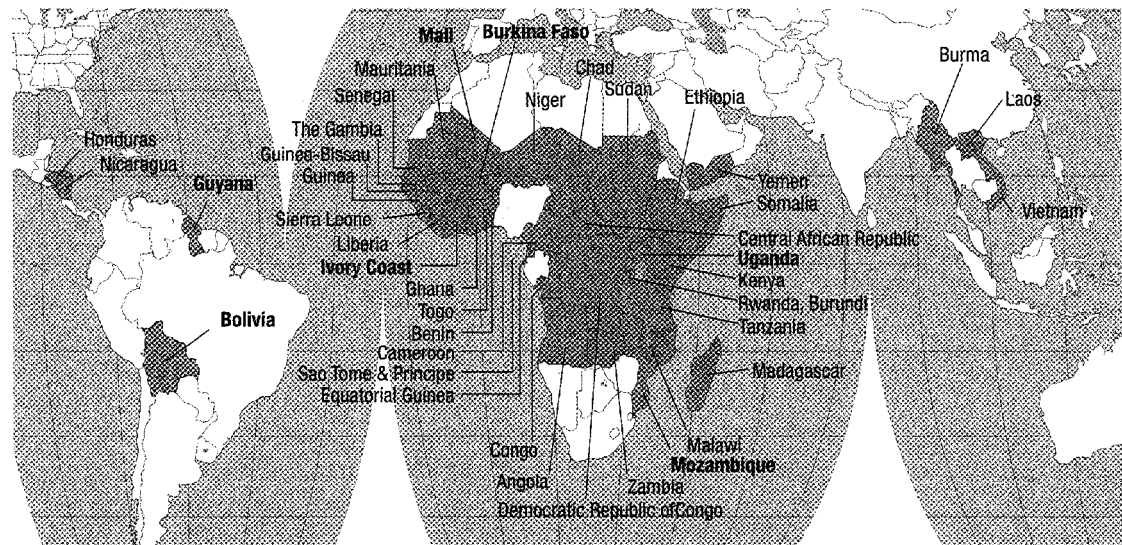 Honduras
Nicaragua
Guyana
Bolivia
Mali
Burkina Faso
Mauritania
Senegal
The Gambia
Guinea-Bissau
Guinea
Sierra Leone
Liberia
Ivory Coast
Ghana
Togo
Benin
Cameroon
Sao Tome & Principe
Equatorial Guinea
Congo
Angola
Democratic Republic ofCongo
Zambia
Mozambique
Malawi
Madagascar
Tanzania
Rwanda, Burundi
Kenya
Uganda
Central African Republic
Somalia
Yemen
Ethiopia
Sudan
Chad
Niger
Burma
Laos
Vietnam